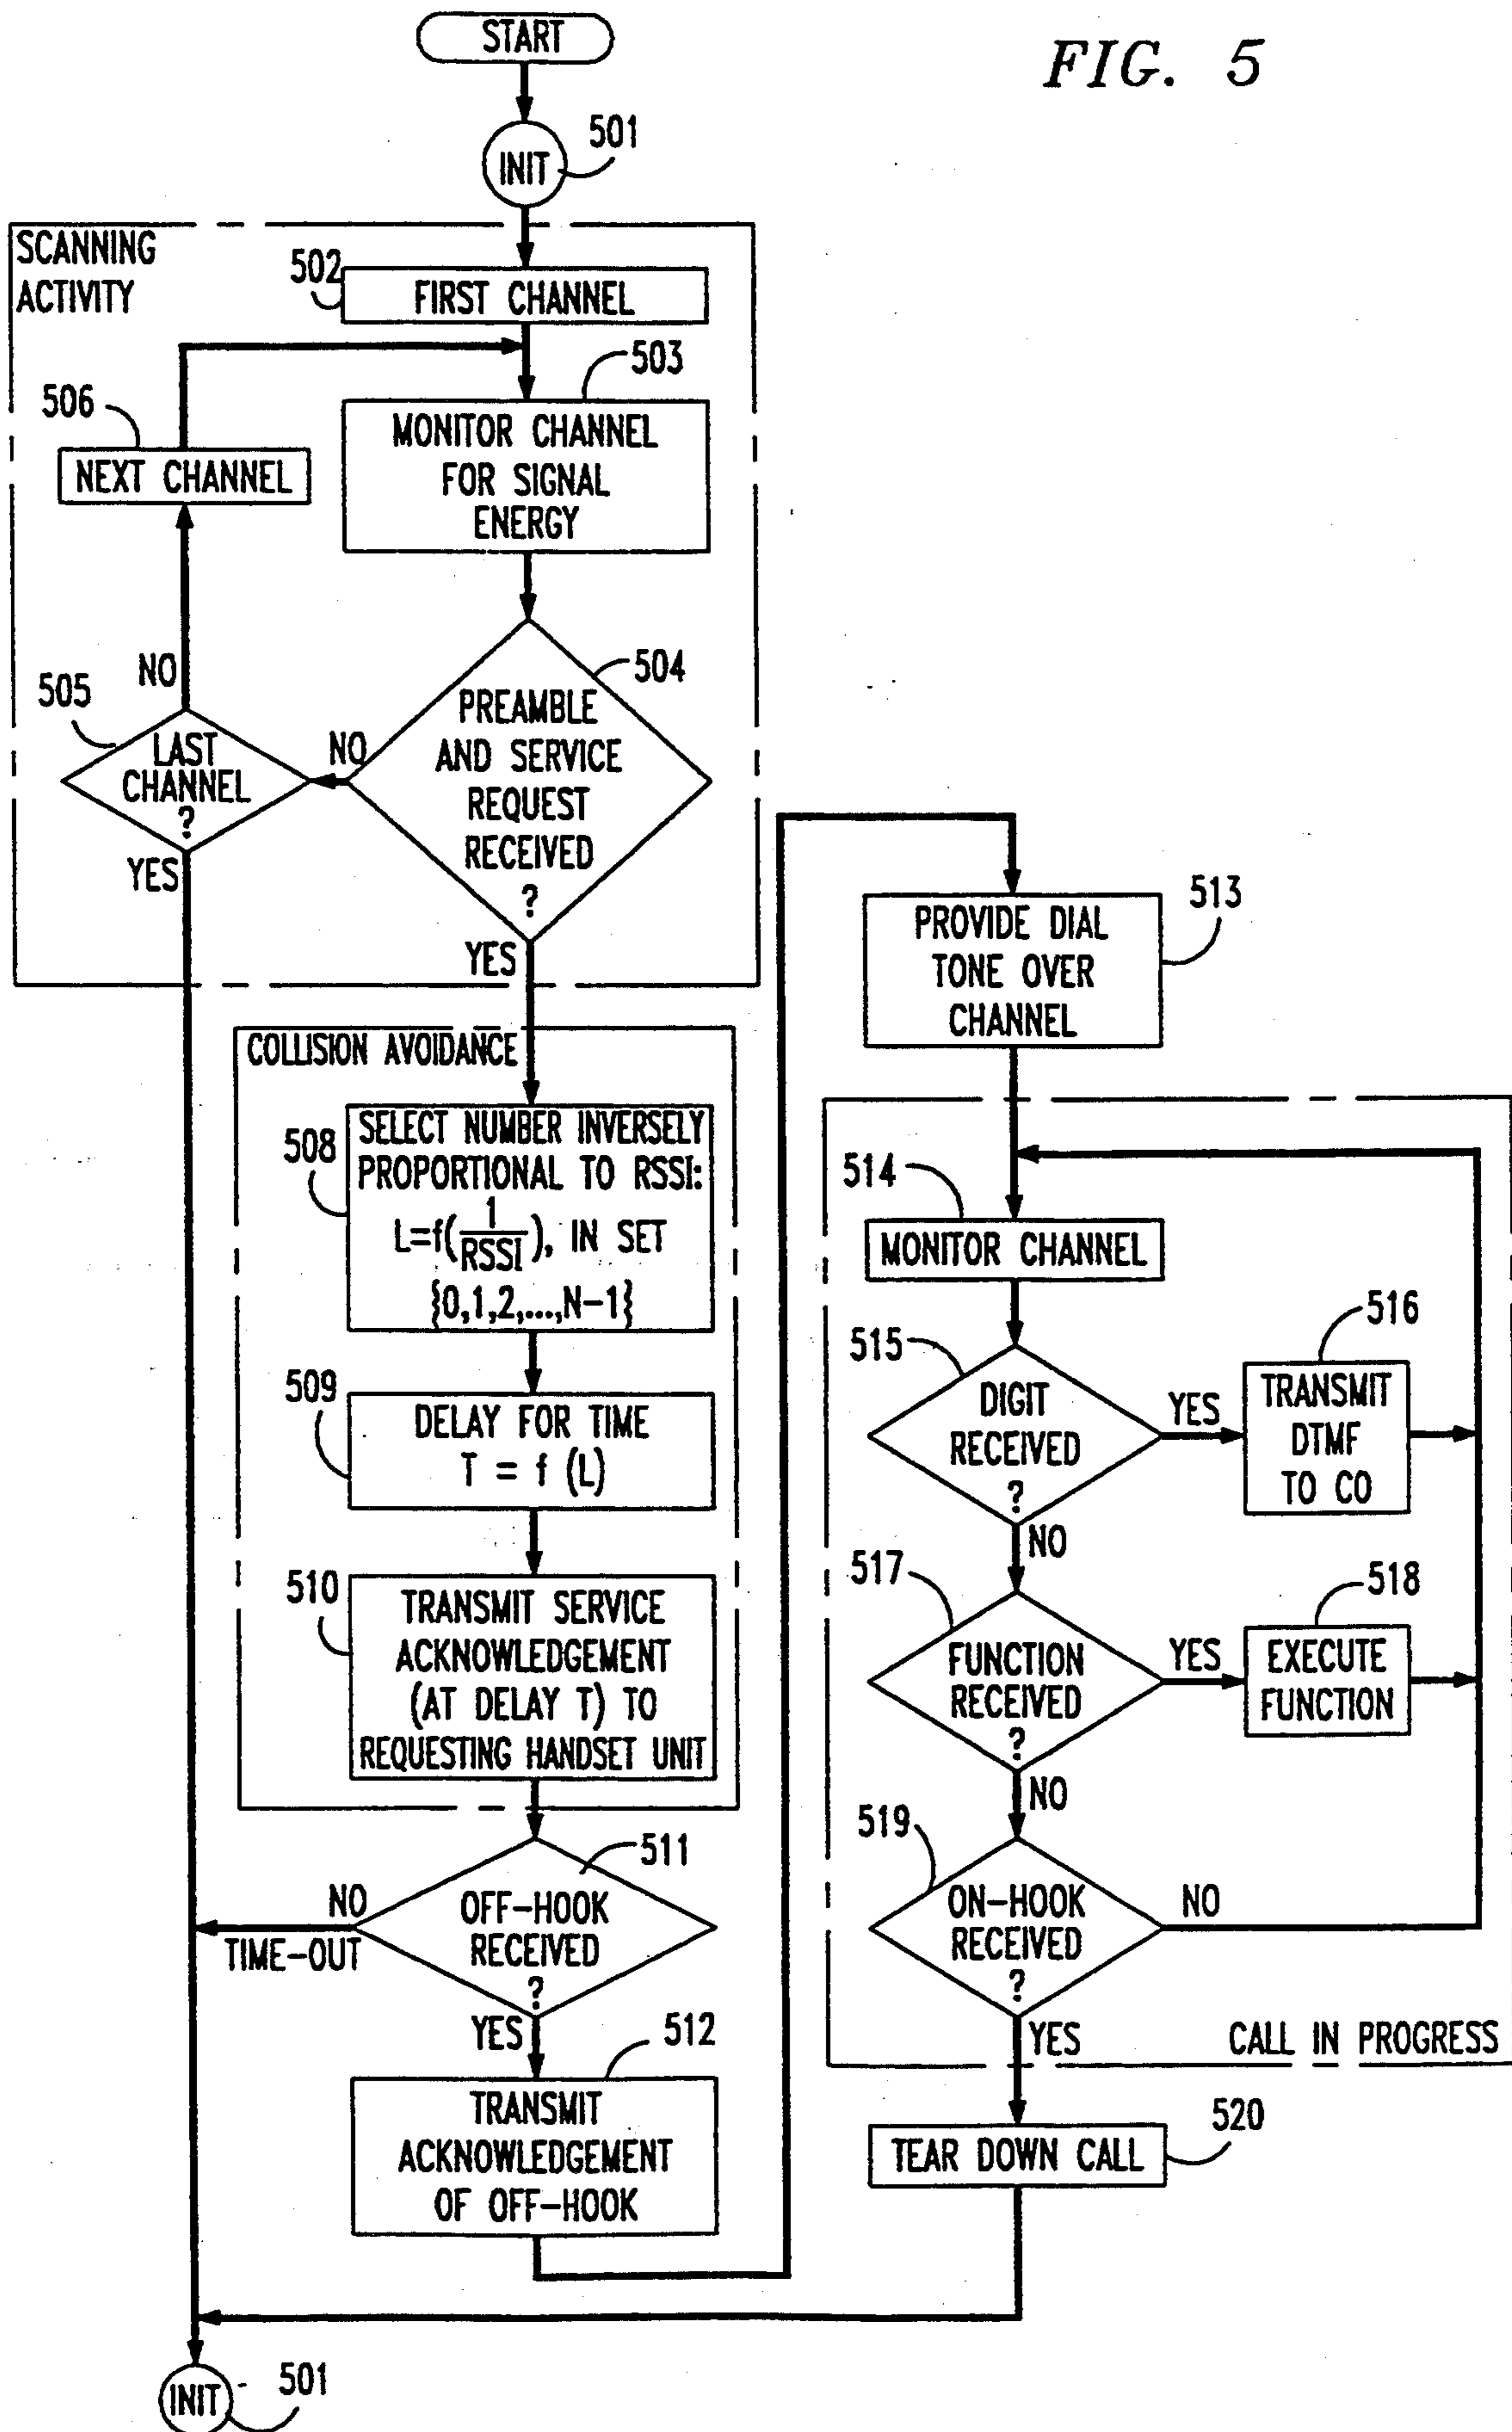 START
FIG. 5
501
INIT
SCANNING
ACTIVITY
502
FIRST CHANNEL
503
506
MONITOR CHANNEL
FOR SIGNAL
ENERGY
NEXT CHANNEL
NO
504
505
PREAMBLE
AND SERVICE
REQUEST
RECEIVED
?
NO
LAST
CHANNEL
?
YES
YES
COLLISION AVOIDANCE
508
SELECT NUMBER INVERSELY
PROPORTIONAL TO RSSI:
L=f(1/RSSI), IN SET
{0,1,2,...,N-1}
509
DELAY FOR TIME
T = f (L)
510
TRANSMIT SERVICE
ACKNOWLEDGEMENT
(AT DELAY T) TO
REQUESTING HANDSET UNIT
511
NO
TIME-OUT
OFF-HOOK
RECEIVED
?
YES
512
TRANSMIT
ACKNOWLEDGEMENT
OF OFF-HOOK
513
PROVIDE DIAL
TONE OVER
CHANNEL
514
MONITOR CHANNEL
515
DIGIT
RECEIVED
?
YES
516
TRANSMIT
DTMF
TO CO
NO
517
FUNCTION
RECEIVED
?
YES
518
EXECUTE
FUNCTION
NO
519
ON-HOOK
RECEIVED
?
NO
YES
CALL IN PROGRESS
520
TEAR DOWN CALL
INIT
501